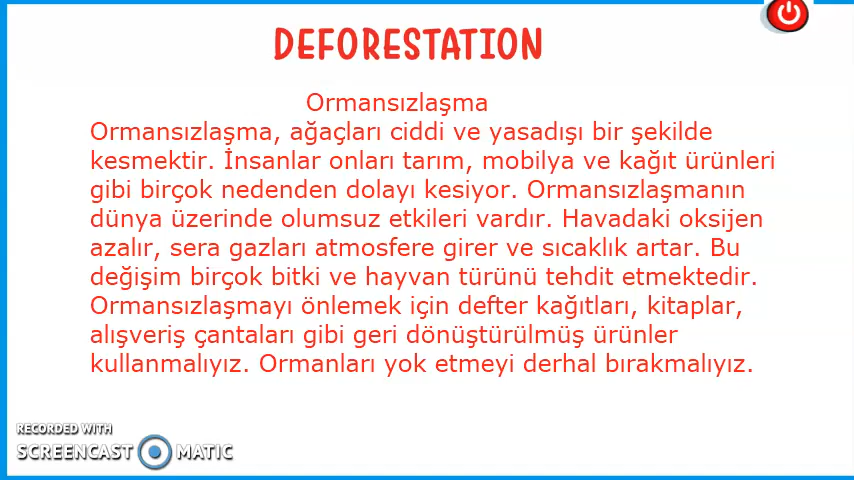 DEFORESTATION
Ormansızlaşma
Ormansızlaşma, ağaçları ciddi ve yasadışı bir şekilde
kesmektir. İnsanlar onları tarım, mobilya ve kağıt ürünleri
gibi birçok nedenden dolayı kesiyor. Ormansızlaşmanın
dünya üzerinde olumsuz etkileri vardır. Havadaki oksijen
azalır, sera gazları atmosfere girer ve sıcaklık artar. Bu
değişim birçok bitki ve hayvan türünü tehdit etmektedir.
Ormansızlaşmayı önlemek için defter kağıtları, kitaplar,
alışveriş çantaları gibi geri dönüştürülmüş ürünler
kullanmalıyız. Ormanları yok etmeyi derhal bırakmalıyız.
RECORDED WITH
SCREENCAST MATIC